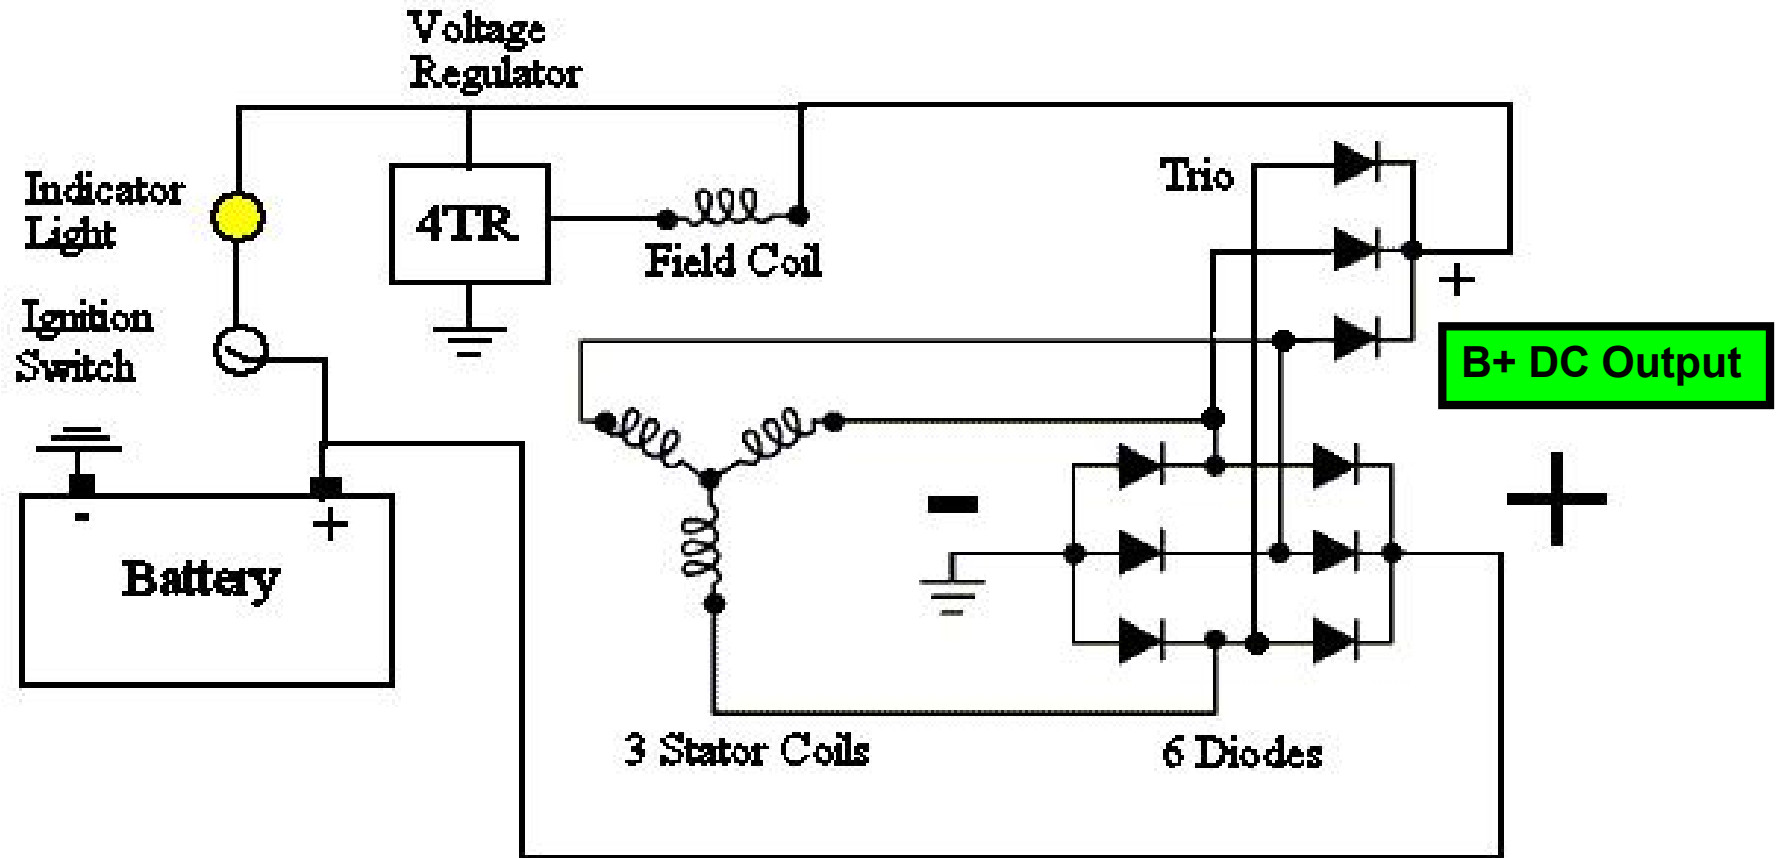 Voltage
Regulator
Indicator
Light
4TR
Trio
Field Coil
+
Ignition
Switch
B+ DC Output
-
+
-
+
Battery
3 Stator Coils
6 Diodes